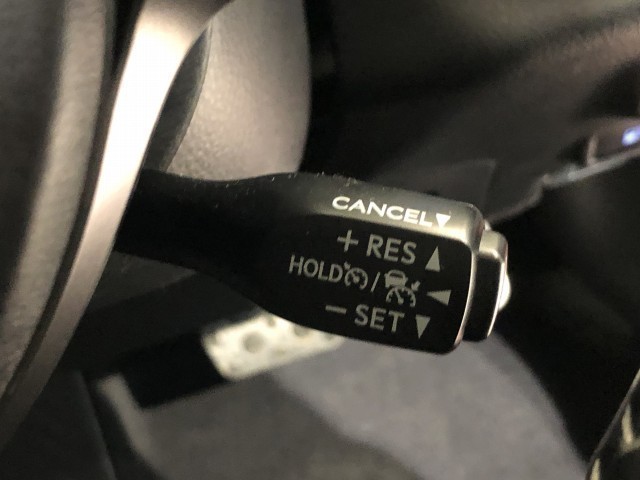 CANCEL▼
+ RES ▲
HOLD / ◀
− SET ▼